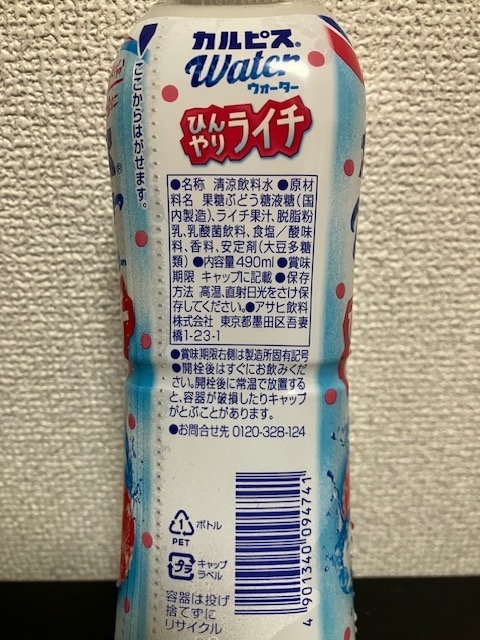 カルピス®
Water
ウォーター
ひんやりライチ
ここからはがせます。
●名称 清涼飲料水 ●原材
料名 果糖ぶどう糖液糖(国
内製造)、ライチ果汁、脱脂粉
乳、乳酸菌飲料、食塩/酸味
料、香料、安定剤(大豆多糖
類) ●内容量490ml ●賞味
期限 キャップに記載 ●保存
方法 高温、直射日光をさけ保
存してください。●アサヒ飲料
株式会社 東京都墨田区吾妻
橋1-23-1
●賞味期限右側は製造所固有記号
●開栓後はすぐにお飲みくだ
さい。開栓後に常温で放置する
と、容器が破損したりキャップ
がとぶことがあります。
●お問合せ先 0120-328-124
4901340094741
1
PET
ボトル
プラ
キャップ
ラベル
容器は投げ
捨てずに
リサイクル